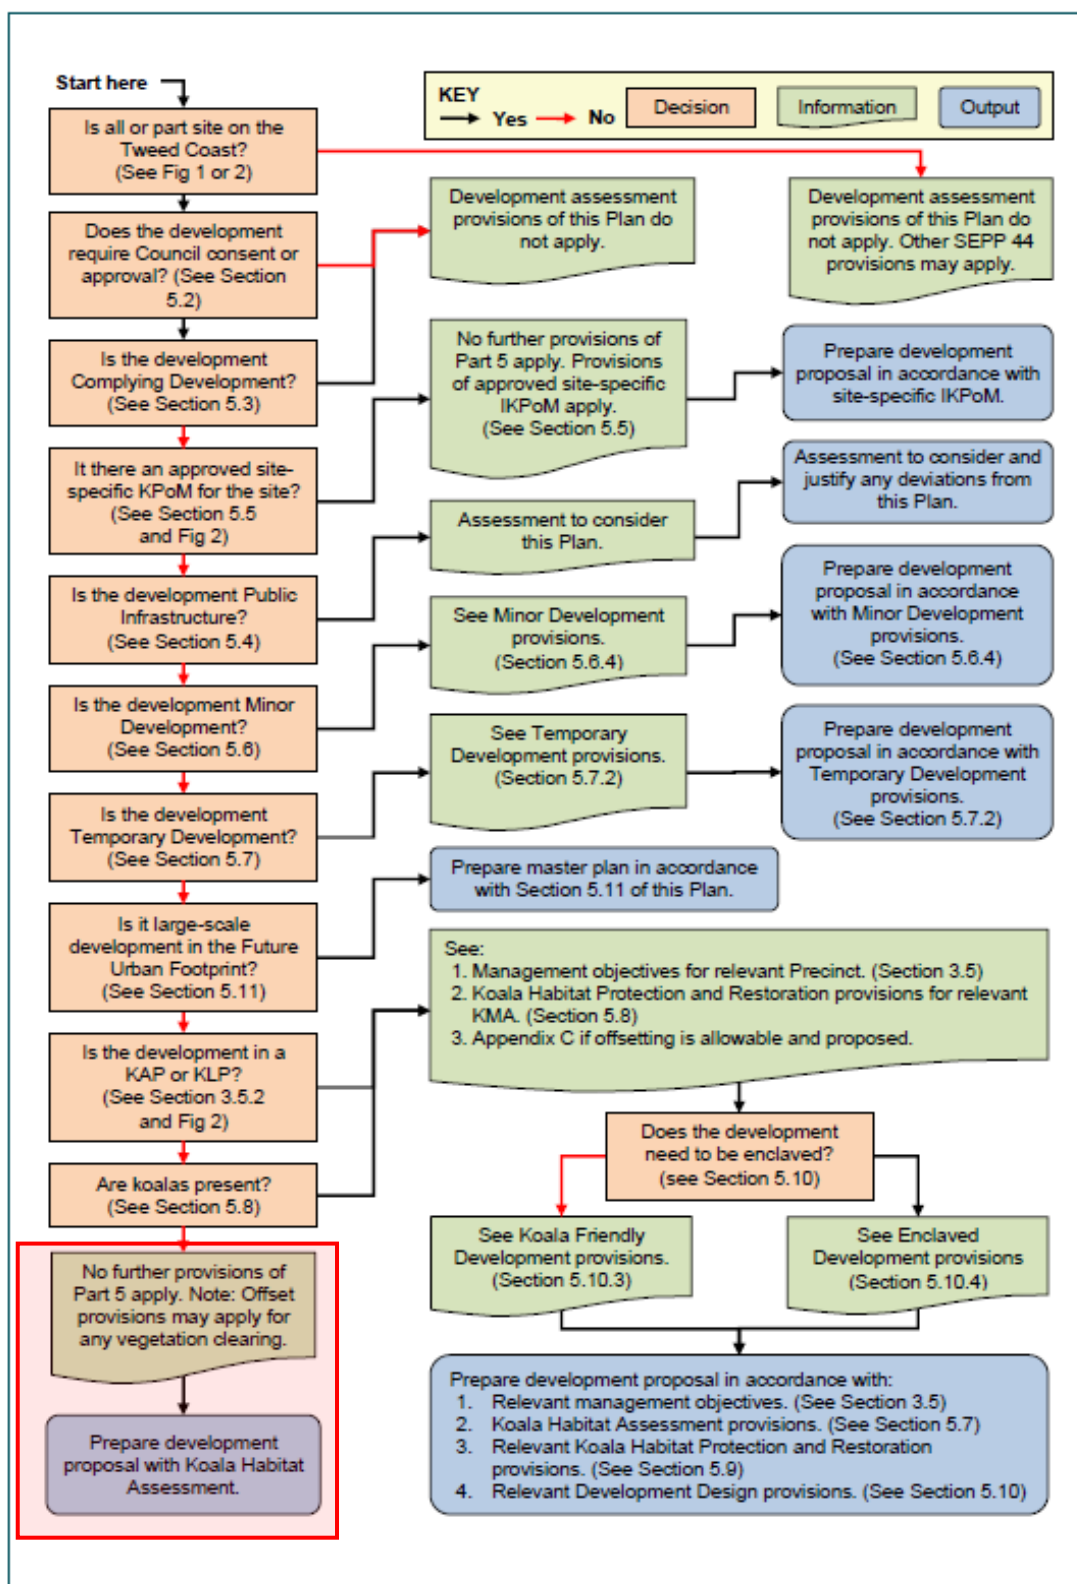 Start here
KEY
Yes
No
Decision
Information
Output
Is all or part site on the
Tweed Coast?
(See Fig 1 or 2)
Development assessment
provisions of this Plan do
not apply.
Development assessment
provisions of this Plan do
not apply. Other SEPP 44
provisions may apply.
Does the development
require Council consent or
approval? (See Section
5.2)
Is the development
Complying Development?
(See Section 5.3)
No further provisions of
Part 5 apply. Provisions
of approved site-specific
IKPoM apply.
(See Section 5.5)
Prepare development
proposal in accordance with
site-specific IKPoM.
It there an approved site-
specific KPoM for the site?
(See Section 5.5
and Fig 2)
Assessment to consider
this Plan.
Assessment to consider and
justify any deviations from
this Plan.
Is the development Public
Infrastructure?
(See Section 5.4)
See Minor Development
provisions.
(Section 5.6.4)
Prepare development
proposal in accordance
with Minor Development
provisions.
(See Section 5.6.4)
Is the development Minor
Development?
(See Section 5.6)
See Temporary
Development provisions.
(Section 5.7.2)
Prepare development
proposal in accordance with
Temporary Development
provisions.
(See Section 5.7.2)
Is the development
Temporary Development?
(See Section 5.7)
Prepare master plan in accordance
with Section 5.11 of this Plan.
Is it large-scale
development in the Future
Urban Footprint?
(See Section 5.11)
See:
1. Management objectives for relevant Precinct. (Section 3.5)
2. Koala Habitat Protection and Restoration provisions for relevant
KMA. (Section 5.8)
3. Appendix C if offsetting is allowable and proposed.
Is the development in a
KAP or KLP?
(See Section 3.5.2
and Fig 2)
Does the development
need to be enclaved?
(see Section 5.10)
Are koalas present?
(See Section 5.8)
See Koala Friendly
Development provisions.
(Section 5.10.3)
See Enclaved
Development provisions
(Section 5.10.4)
No further provisions of
Part 5 apply. Note: Offset
provisions may apply for
any vegetation clearing.
Prepare development
proposal with Koala Habitat
Assessment.
Prepare development proposal in accordance with:
1. Relevant management objectives. (See Section 3.5)
2. Koala Habitat Assessment provisions. (See Section 5.7)
3. Relevant Koala Habitat Protection and Restoration
provisions. (See Section 5.9)
4. Relevant Development Design provisions. (See Section 5.10)